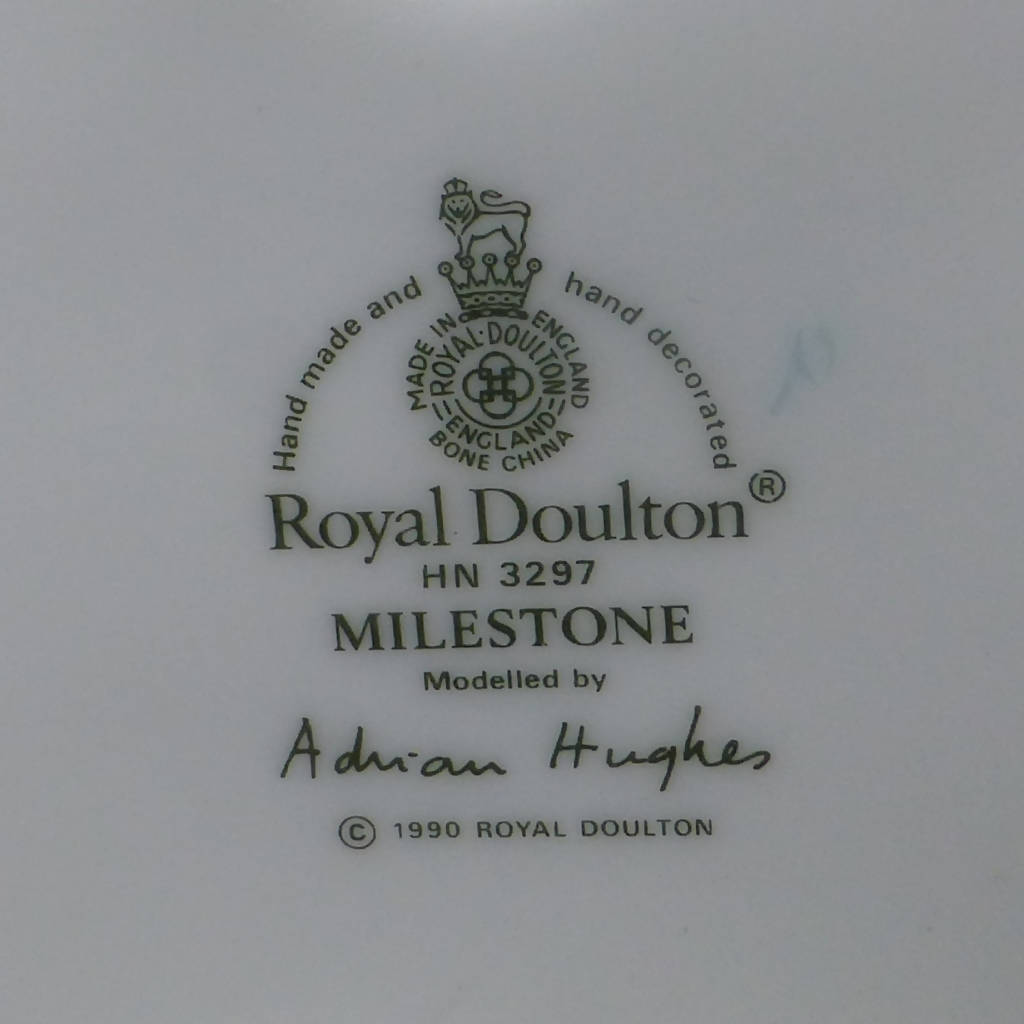 Hand made and hand decorated
MADE IN ENGLAND
ROYAL·DOULTON
ENGLAND
BONE CHINA
Royal Doulton®
HN 3297
MILESTONE
Modelled by
Adrian Hughes
© 1990 ROYAL DOULTON